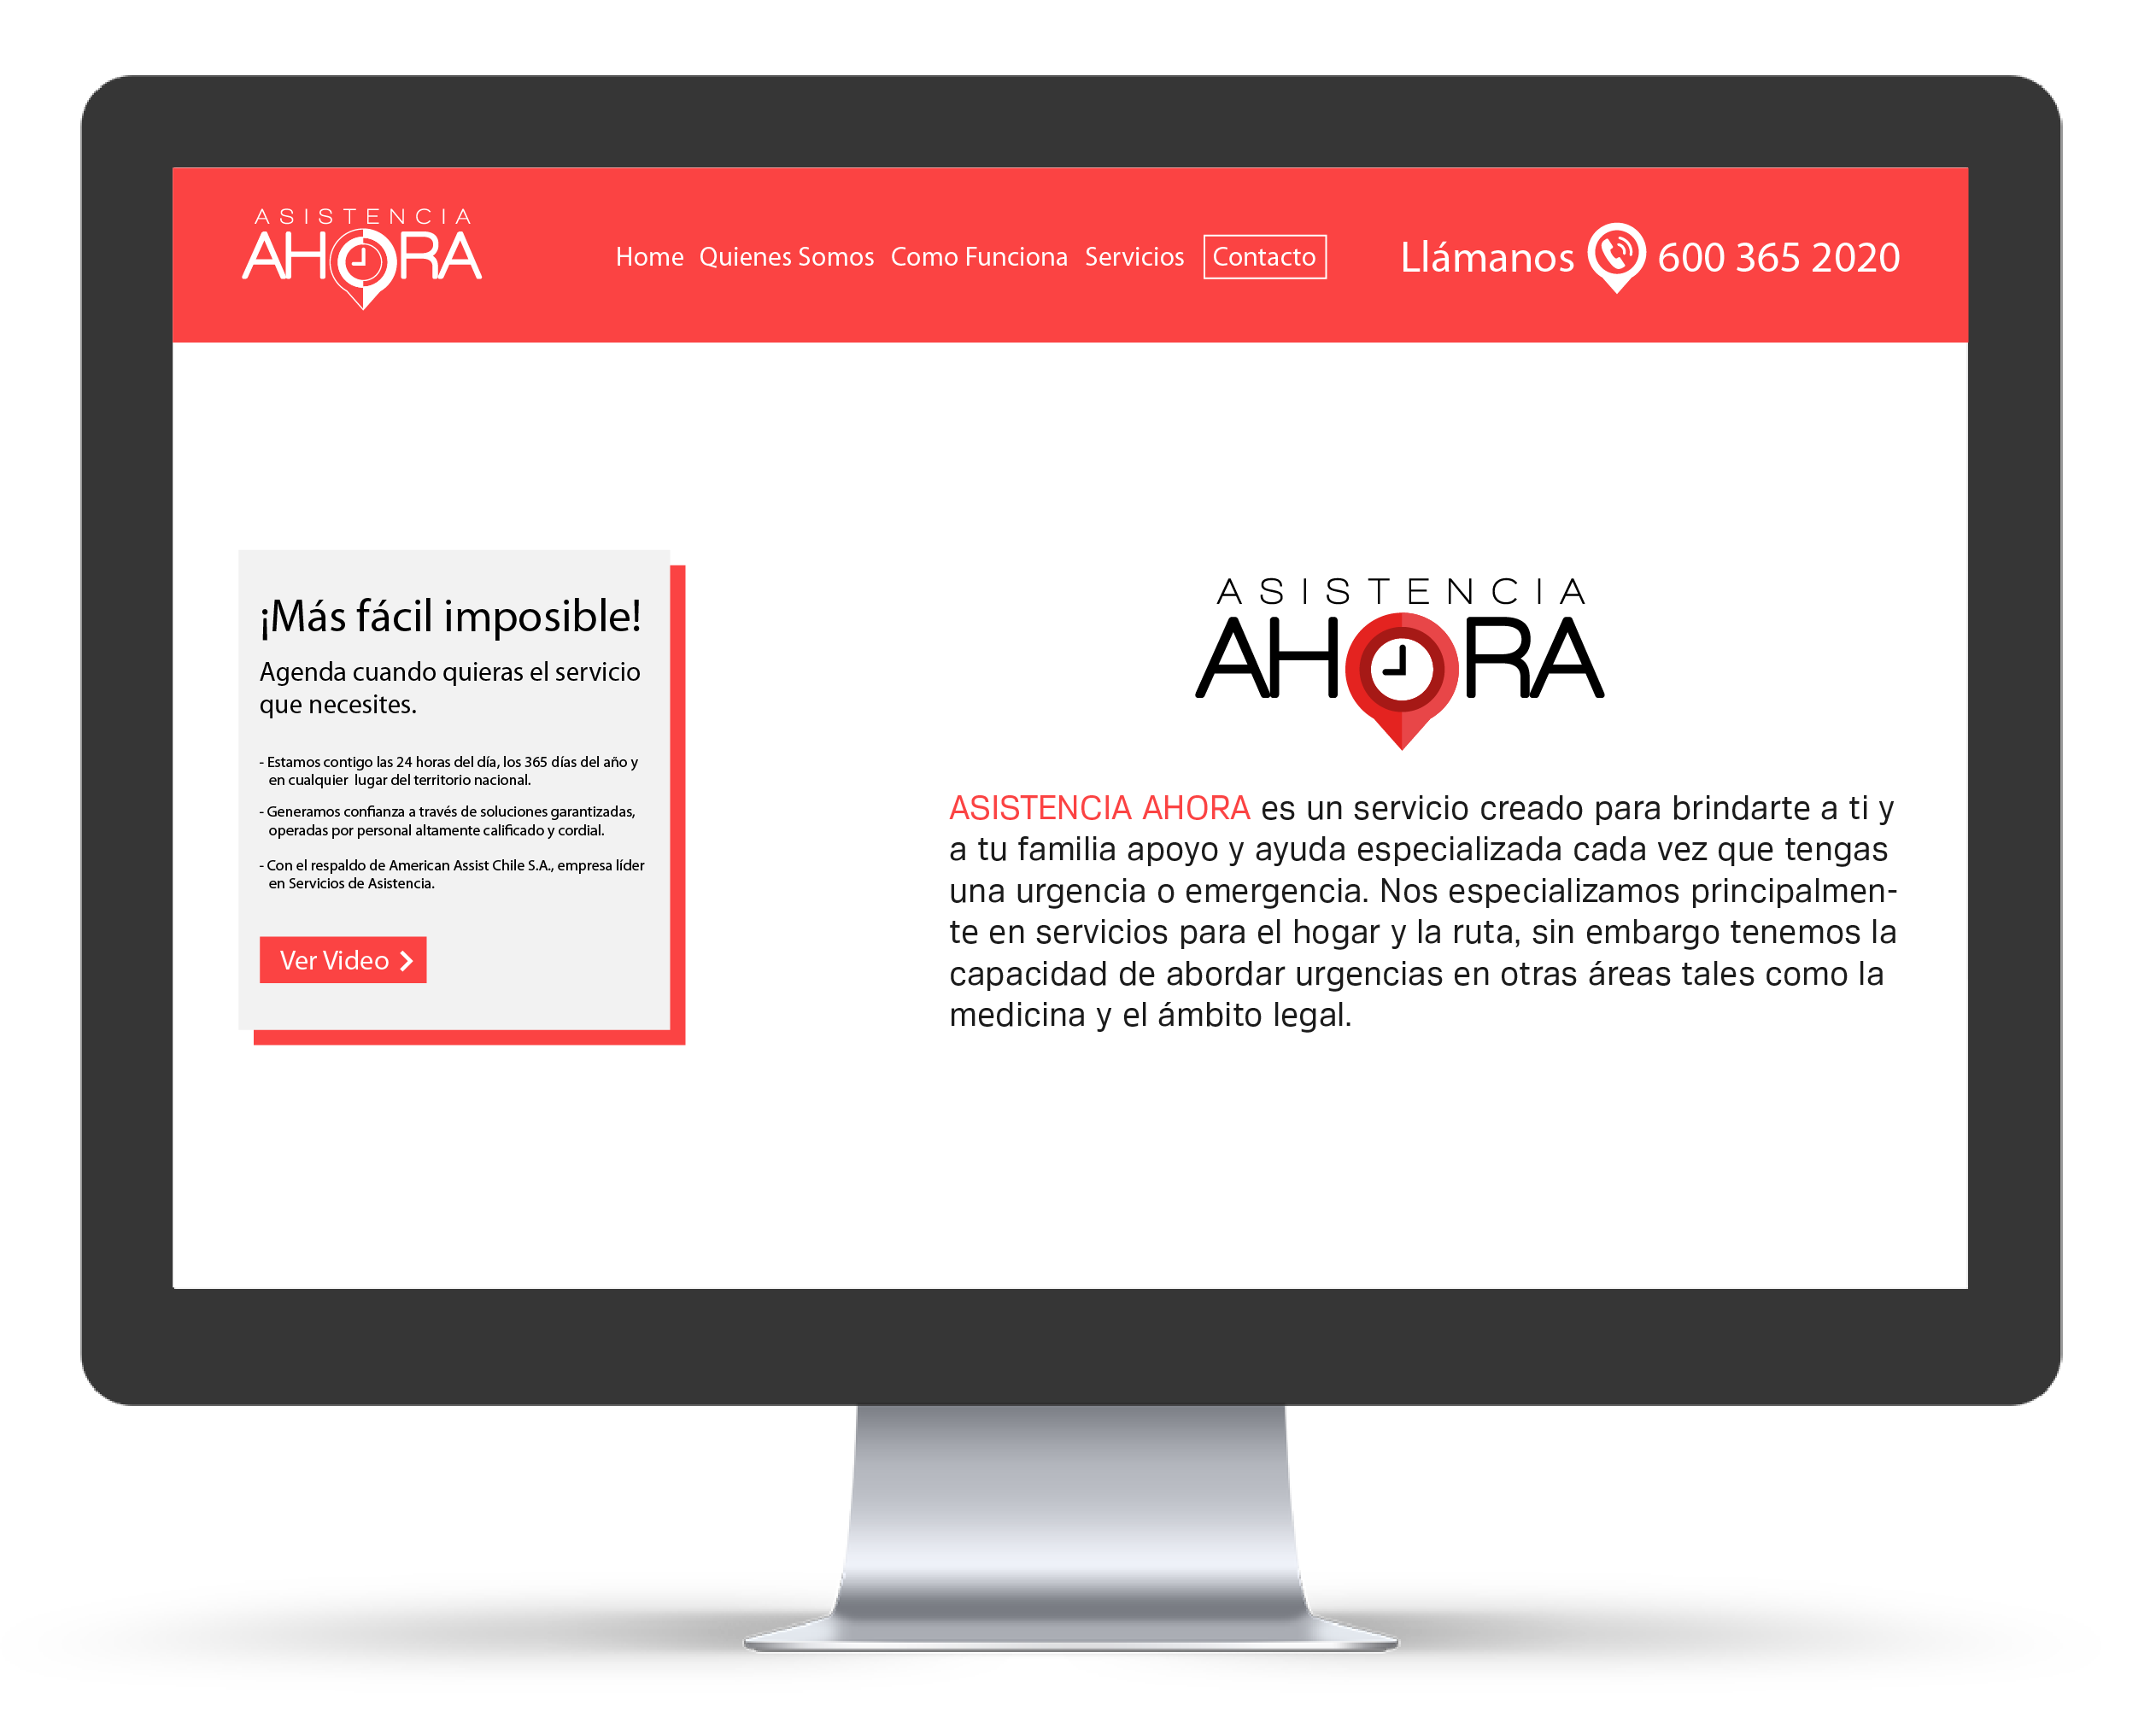 ASISTENCIA
AHORA
Home Quienes Somos Como Funciona Servicios Contacto
Llámanos 600 365 2020
¡Más fácil imposible!
Agenda cuando quieras el servicio
que necesites.
- Estamos contigo las 24 horas del día, los 365 días del año y
en cualquier lugar del territorio nacional.
- Generamos confianza a través de soluciones garantizadas,
operadas por personal altamente calificado y cordial.
- Con el respaldo de American Assist Chile S.A., empresa líder
en Servicios de Asistencia.
Ver Video
ASISTENCIA
AHORA
ASISTENCIA AHORA es un servicio creado para brindarte a ti y
a tu familia apoyo y ayuda especializada cada vez que tengas
una urgencia o emergencia. Nos especializamos principalmen-
te en servicios para el hogar y la ruta, sin embargo tenemos la
capacidad de abordar urgencias en otras áreas tales como la
medicina y el ámbito legal.